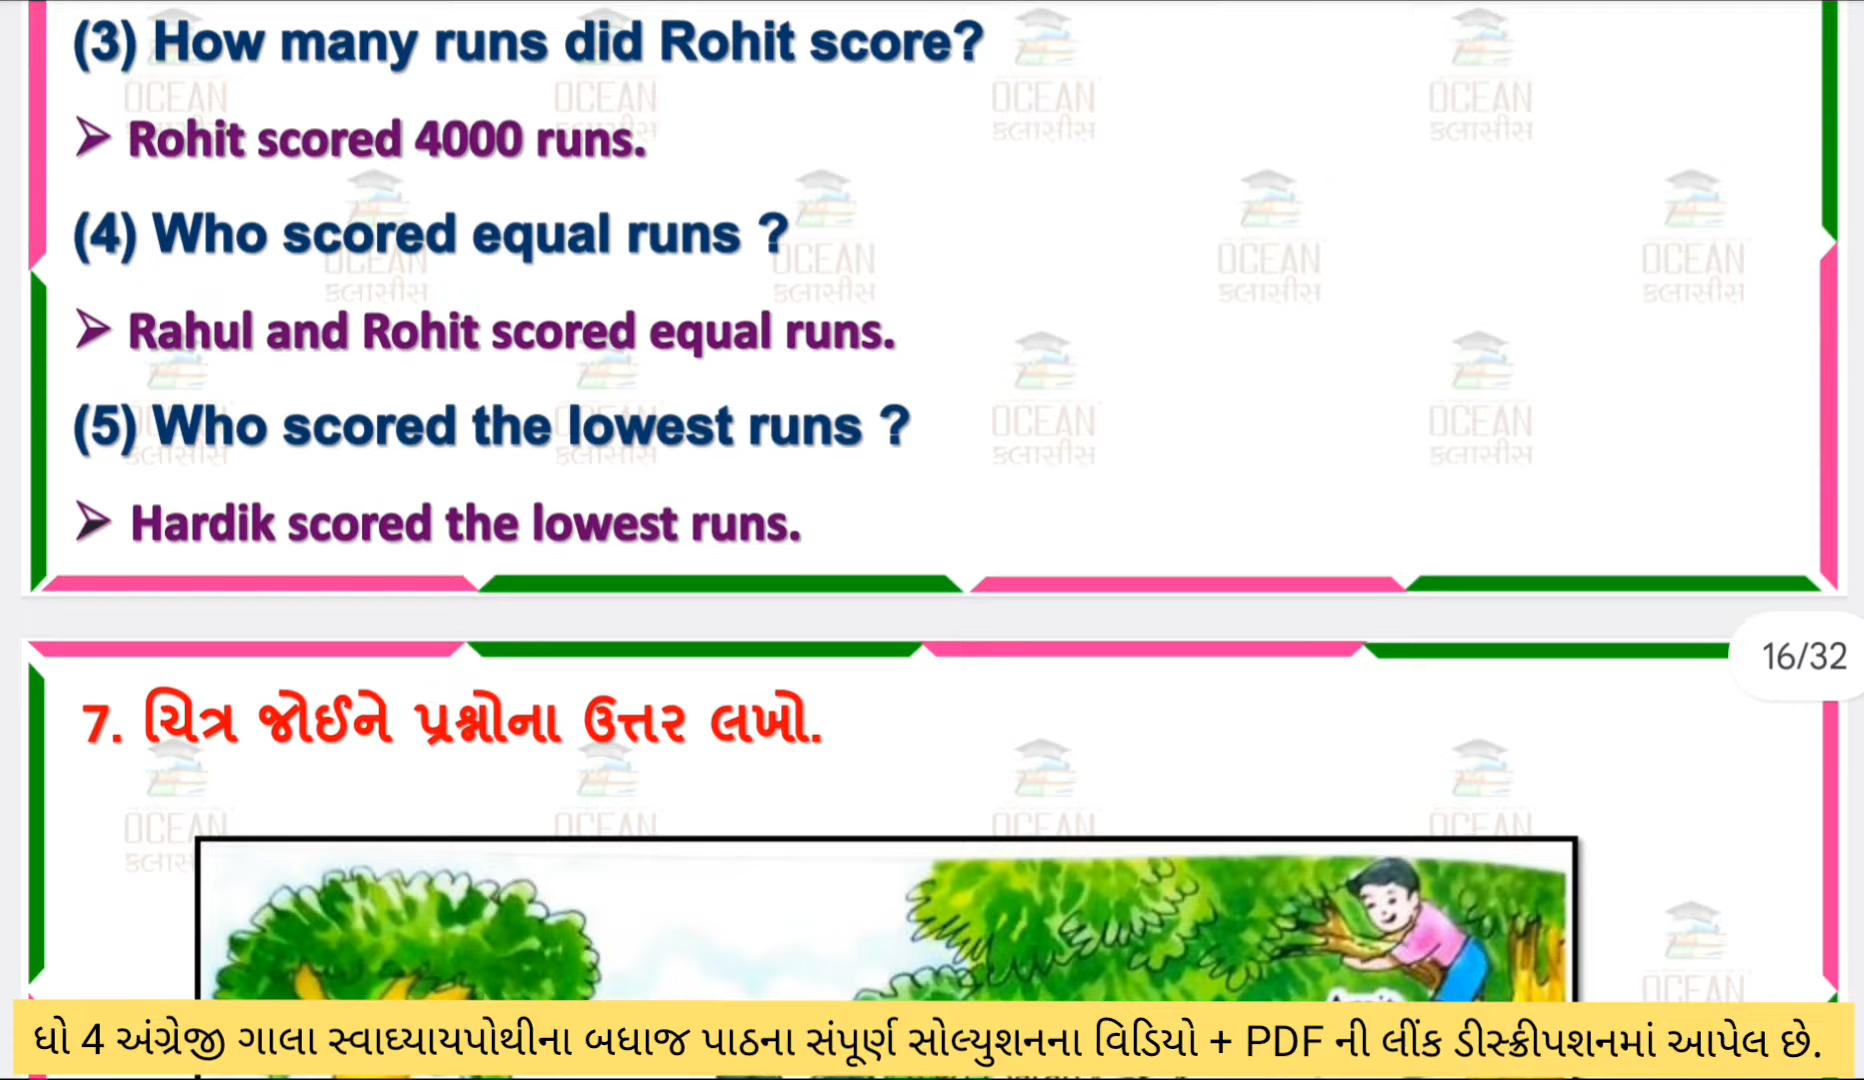 (3) How many runs did Rohit score?
➢ Rohit scored 4000 runs.
(4) Who scored equal runs ?
➢ Rahul and Rohit scored equal runs.
(5) Who scored the lowest runs ?
➢ Hardik scored the lowest runs.
16/32
7. ચિત્ર જોઈને પ્રશ્નોના ઉત્તર લખો.
OCEAN
કલાસીસ
ધો 4 અંગ્રેજી ગાલા સ્વાધ્યાયપોથીના બધાજ પાઠના સંપૂર્ણ સોલ્યુશનના વિડિયો + PDF ની લીંક ડીસ્ક્રીપશનમાં આપેલ છે.